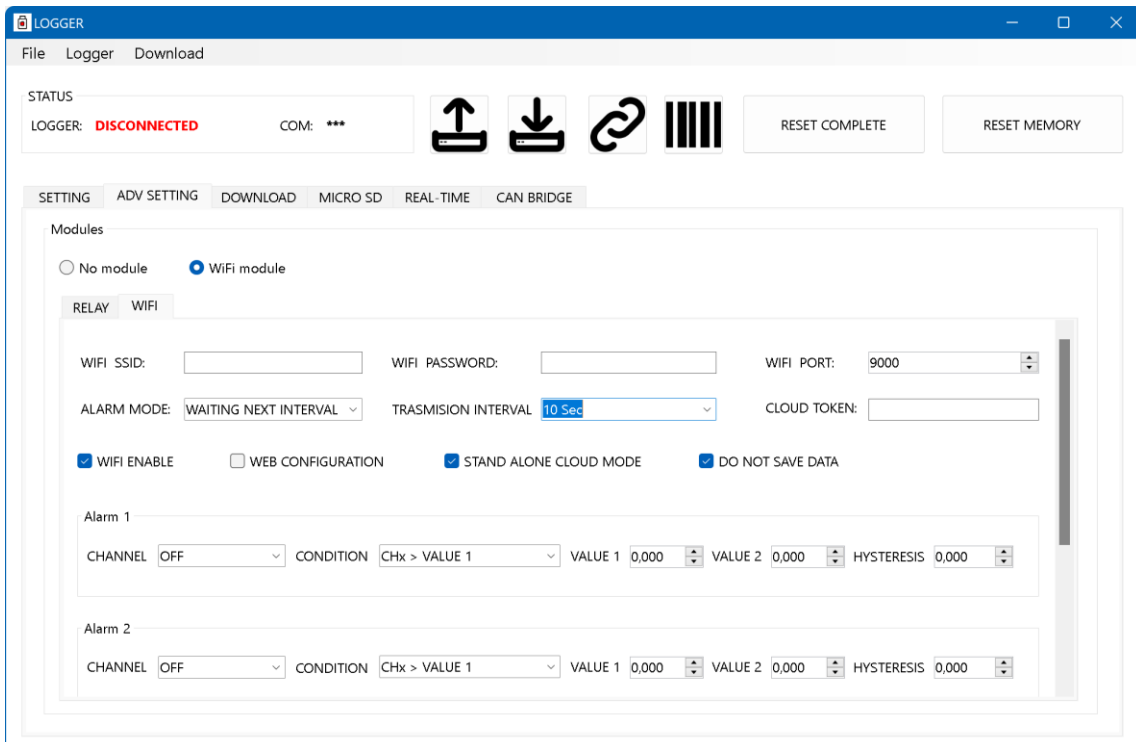 LOGGER
File Logger Download
STATUS
LOGGER: DISCONNECTED COM: ***
RESET COMPLETE RESET MEMORY
SETTING ADV SETTING DOWNLOAD MICRO SD REAL-TIME CAN BRIDGE
Modules
No module WiFi module
RELAY WIFI
WIFI SSID: WIFI PASSWORD: WIFI PORT: 9000
ALARM MODE: WAITING NEXT INTERVAL TRASMISION INTERVAL 10 Sec CLOUD TOKEN:
WIFI ENABLE WEB CONFIGURATION STAND ALONE CLOUD MODE DO NOT SAVE DATA
Alarm 1
CHANNEL OFF CONDITION CHx > VALUE 1 VALUE 1 0,000 VALUE 2 0,000 HYSTERESIS 0,000
Alarm 2
CHANNEL OFF CONDITION CHx > VALUE 1 VALUE 1 0,000 VALUE 2 0,000 HYSTERESIS 0,000